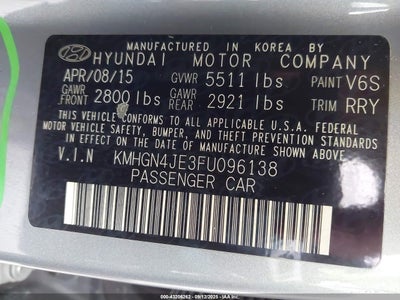 MANUFACTURED IN KOREA BY
HYUNDAI MOTOR COMPANY
APR/08/15 GVWR 5511 lbs PAINT V6S
GAWR FRONT 2800 lbs GAWR REAR 2921 lbs TRIM RRY
THIS VEHICLE CONFORMS TO ALL APPLICABLE U.S.A. FEDERAL
MOTOR VEHICLE SAFETY, BUMPER, AND THEFT PREVENTION STANDARDS
IN EFFECT ON THE DATE OF MANUFACTURE SHOWN ABOVE.
V.I.N KMHGN4JE3FU096138
PASSENGER CAR